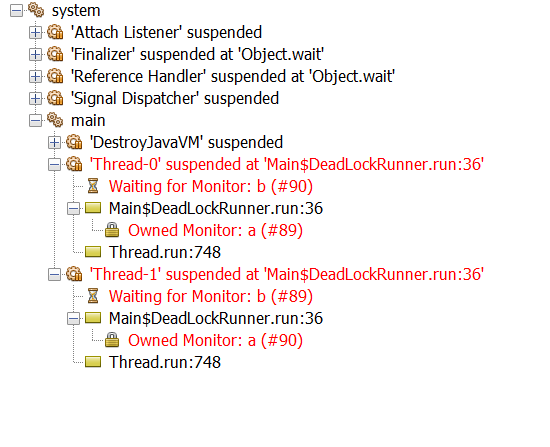 system
'Attach Listener' suspended
'Finalizer' suspended at 'Object.wait'
'Reference Handler' suspended at 'Object.wait'
'Signal Dispatcher' suspended
main
'DestroyJavaVM' suspended
'Thread-0' suspended at 'Main$DeadLockRunner.run:36'
Waiting for Monitor: b (#90)
Main$DeadLockRunner.run:36
Owned Monitor: a (#89)
Thread.run:748
'Thread-1' suspended at 'Main$DeadLockRunner.run:36'
Waiting for Monitor: b (#89)
Main$DeadLockRunner.run:36
Owned Monitor: a (#90)
Thread.run:748